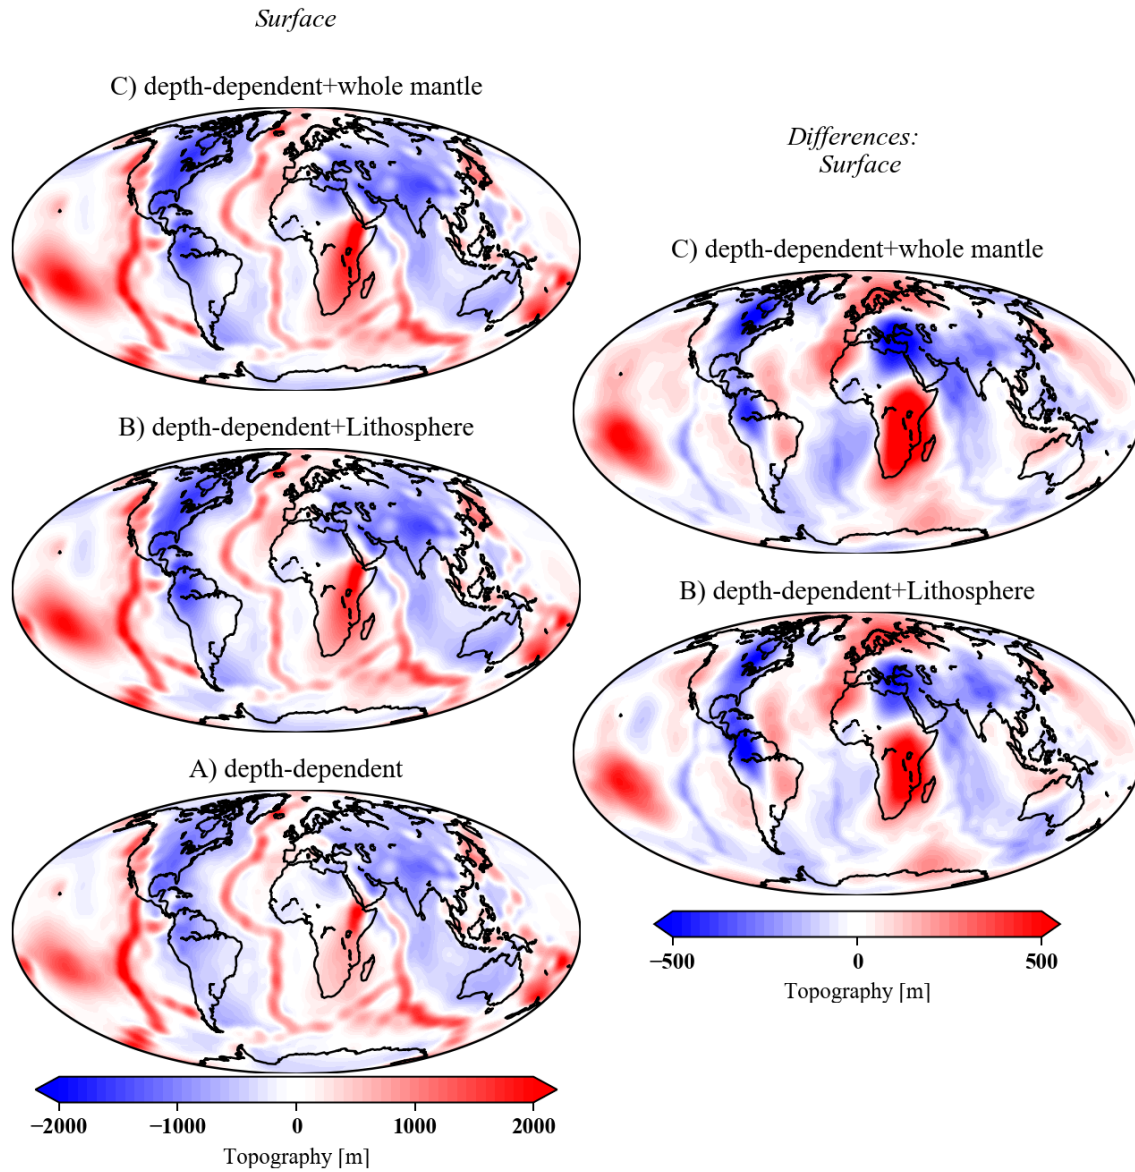 Surface
C) depth-dependent+whole mantle
B) depth-dependent+Lithosphere
A) depth-dependent
−2000 −1000 0 1000 2000
Topography [m]
Differences:
Surface
C) depth-dependent+whole mantle
B) depth-dependent+Lithosphere
−500 0 500
Topography [m]